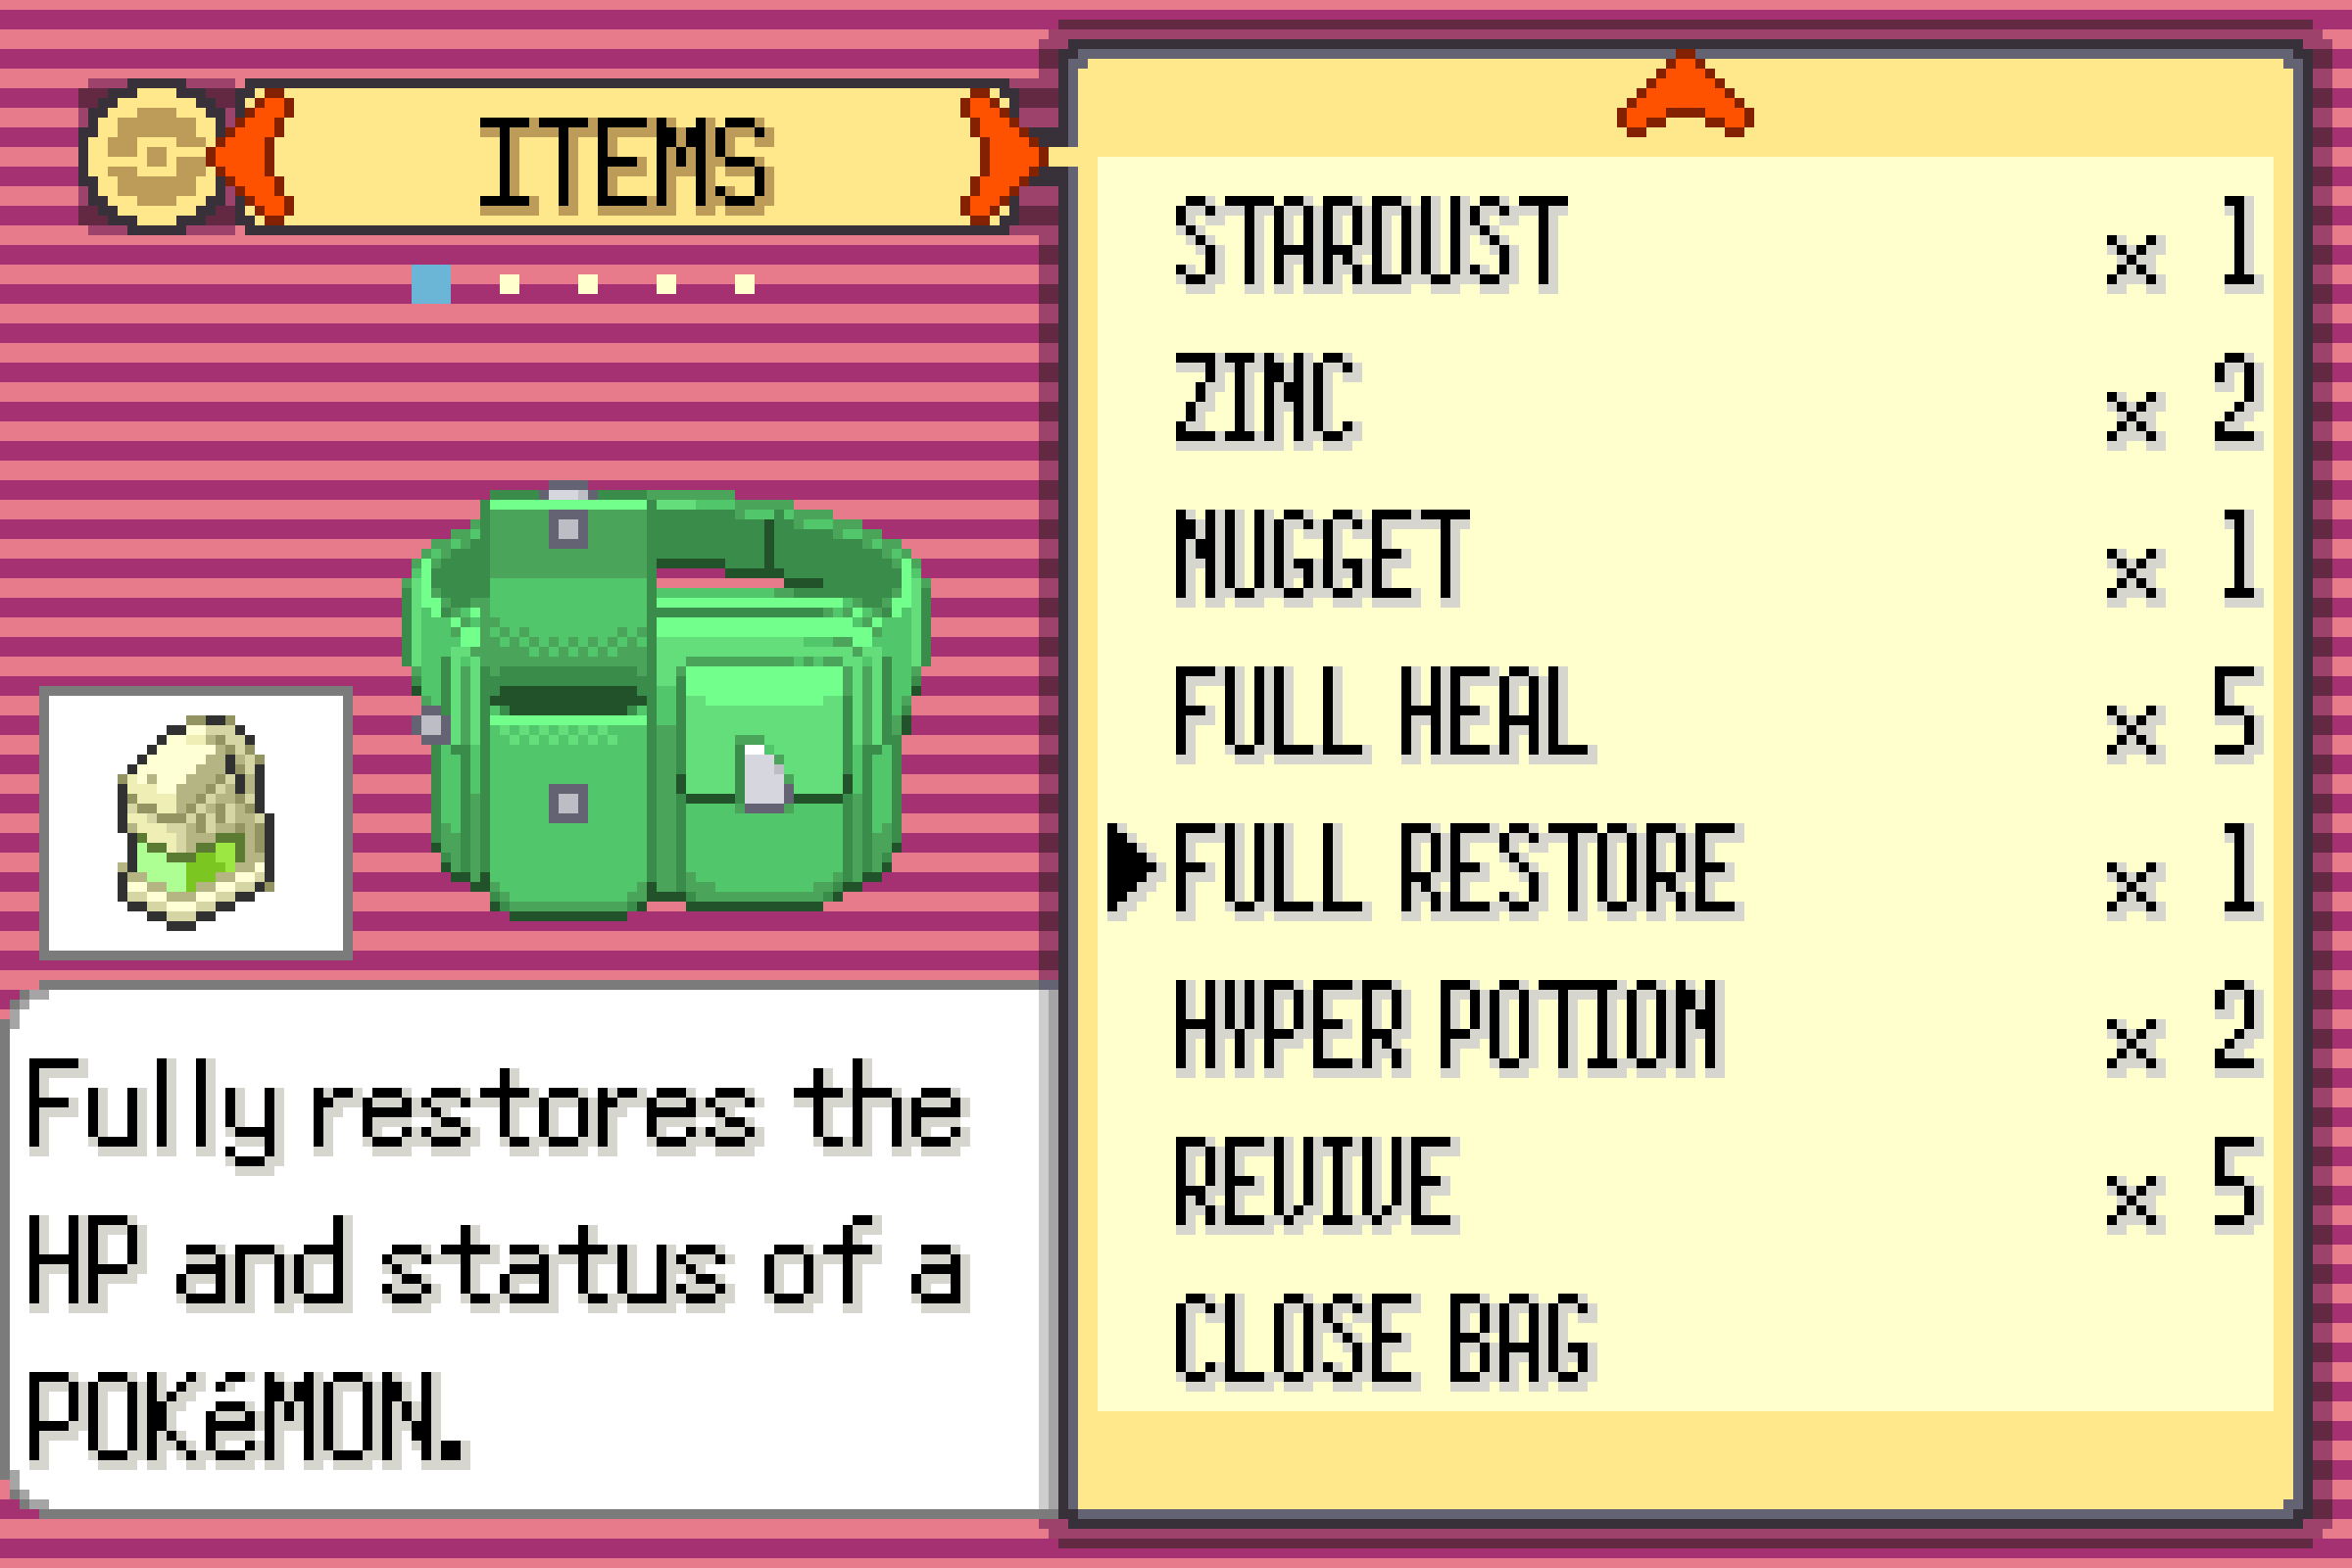 ITEMS
STARDUST × 1
ZINC × 2
NUGGET × 1
FULL HEAL × 5
FULL RESTORE × 1
HYPER POTION × 2
REVIVE × 5
CLOSE BAG
Fully restores the
HP and status of a
POKéMON.